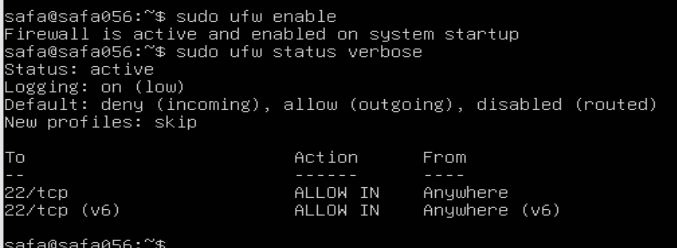 safa@safa056:~$ sudo ufw enable
Firewall is active and enabled on system startup
safa@safa056:~$ sudo ufw status verbose
Status: active
Logging: on (low)
Default: deny (incoming), allow (outgoing), disabled (routed)
New profiles: skip
To Action From
-- ------ ----
22/tcp ALLOW IN Anywhere
22/tcp (v6) ALLOW IN Anywhere (v6)
safa@safa056:~$